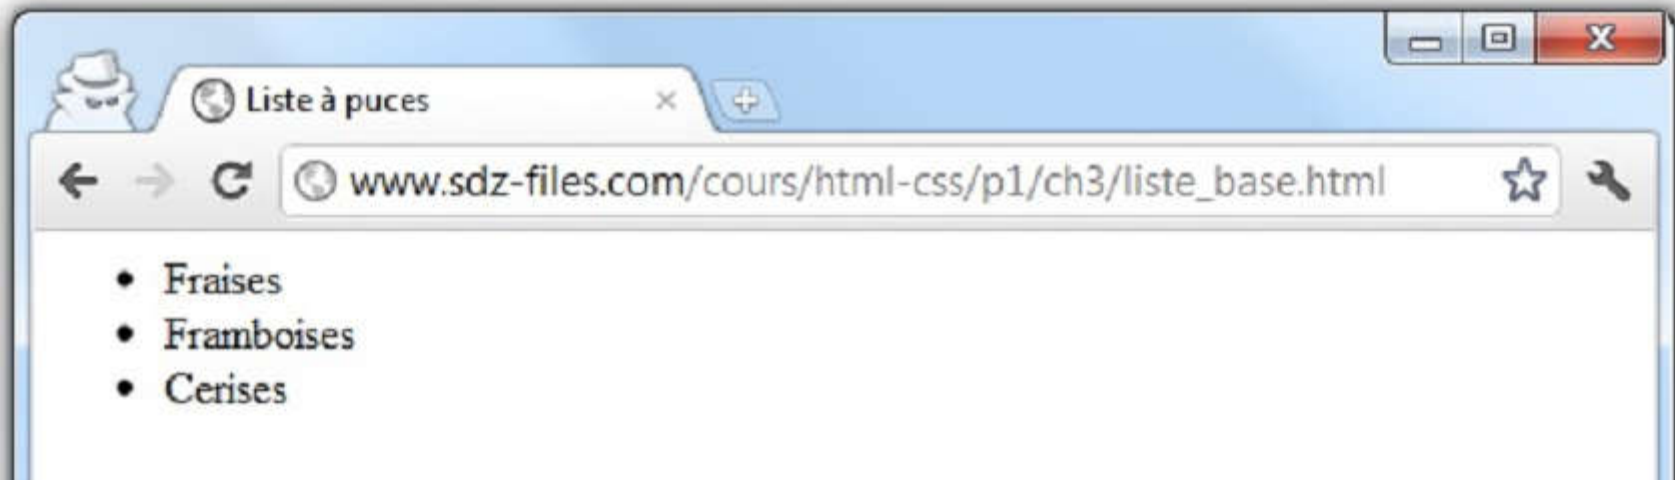 Liste à puces
www.sdz-files.com/cours/html-css/p1/ch3/liste_base.html
• Fraises
• Framboises
• Cerises